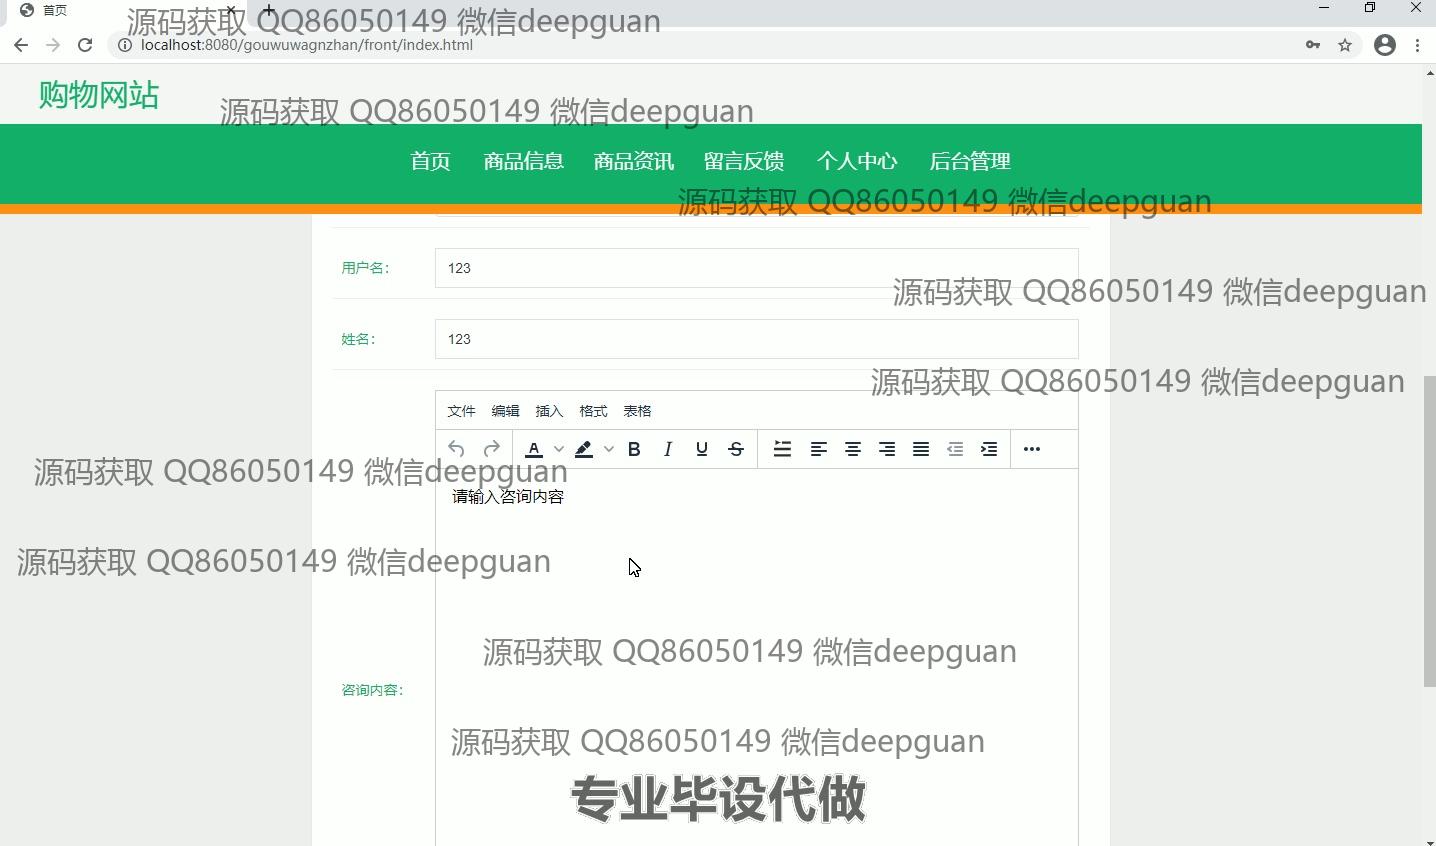 首页
源码获取 QQ86050149 微信deepguan
localhost:8080/gouwuwagnzhan/front/index.html
购物网站
源码获取 QQ86050149 微信deepguan
首页 商品信息 商品资讯 留言反馈 个人中心 后台管理
源码获取 QQ86050149 微信deepguan
用户名： 123
源码获取 QQ86050149 微信deepguan
姓名： 123
源码获取 QQ86050149 微信deepguan
文件 编辑 插入 格式 表格
A B I U S
源码获取 QQ86050149 微信deepguan
请输入咨询内容
源码获取 QQ86050149 微信deepguan
源码获取 QQ86050149 微信deepguan
咨询内容：
源码获取 QQ86050149 微信deepguan
专业毕设代做